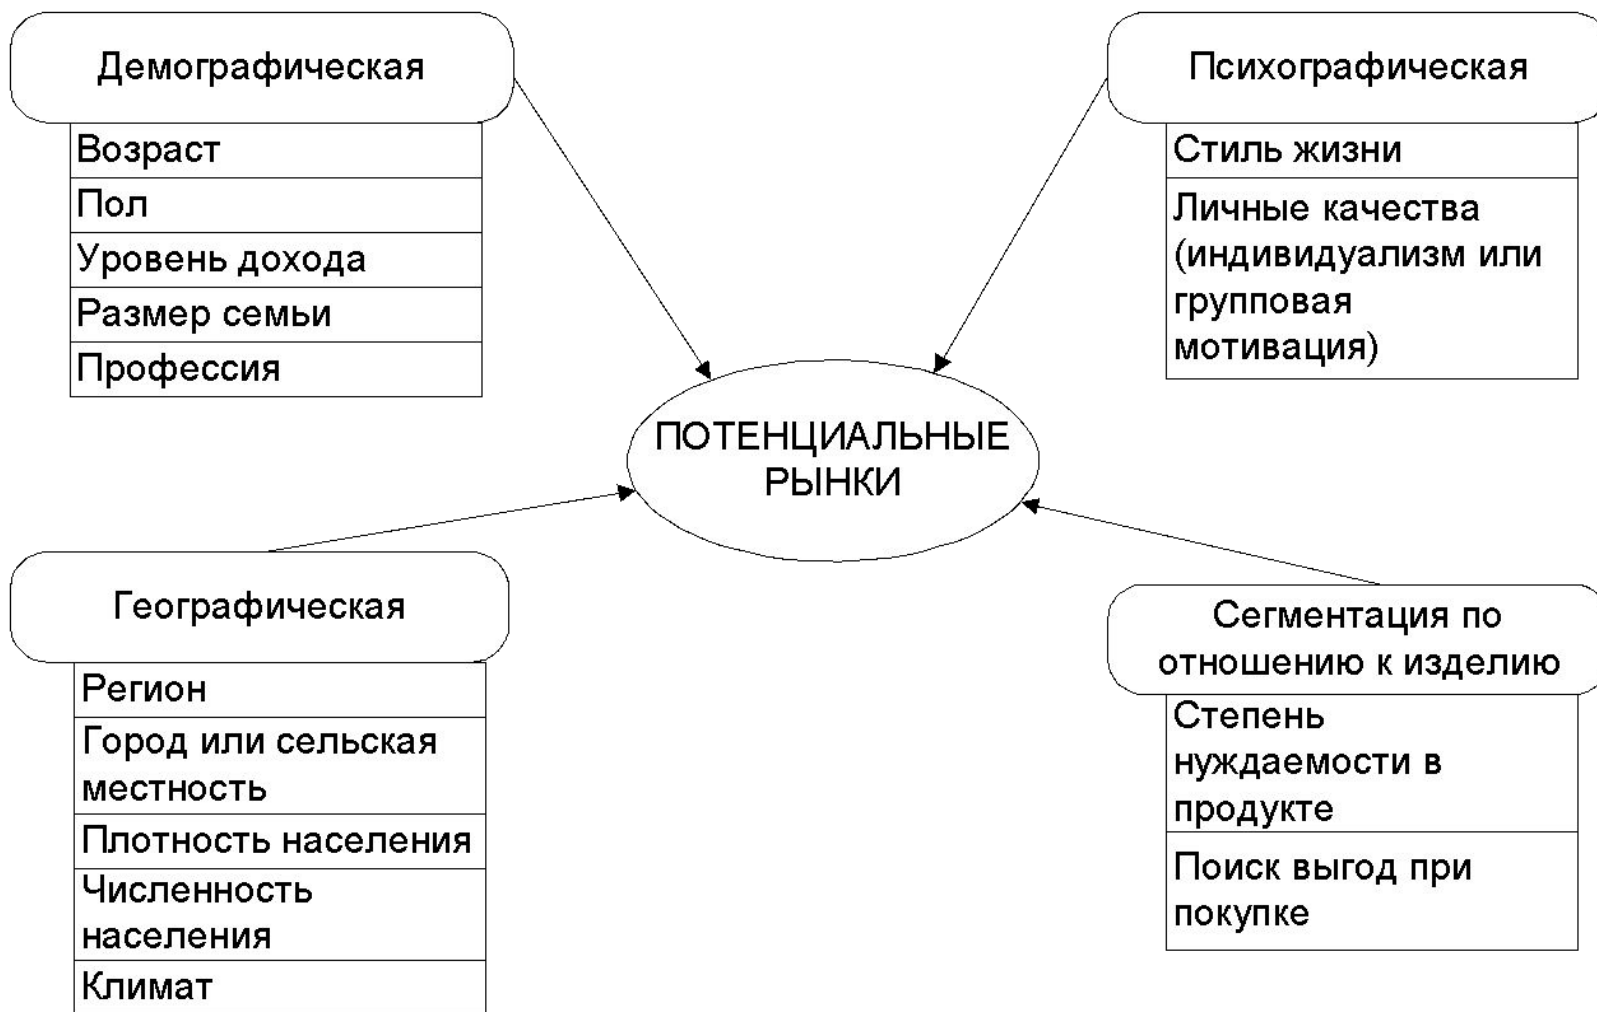 Демографическая
Возраст
Пол
Уровень дохода
Размер семьи
Профессия
Психографическая
Стиль жизни
Личные качества
(индивидуализм или
групповая
мотивация)
ПОТЕНЦИАЛЬНЫЕ
РЫНКИ
Географическая
Регион
Город или сельская
местность
Плотность населения
Численность
населения
Климат
Сегментация по
отношению к изделию
Степень
нуждаемости в
продукте
Поиск выгод при
покупке